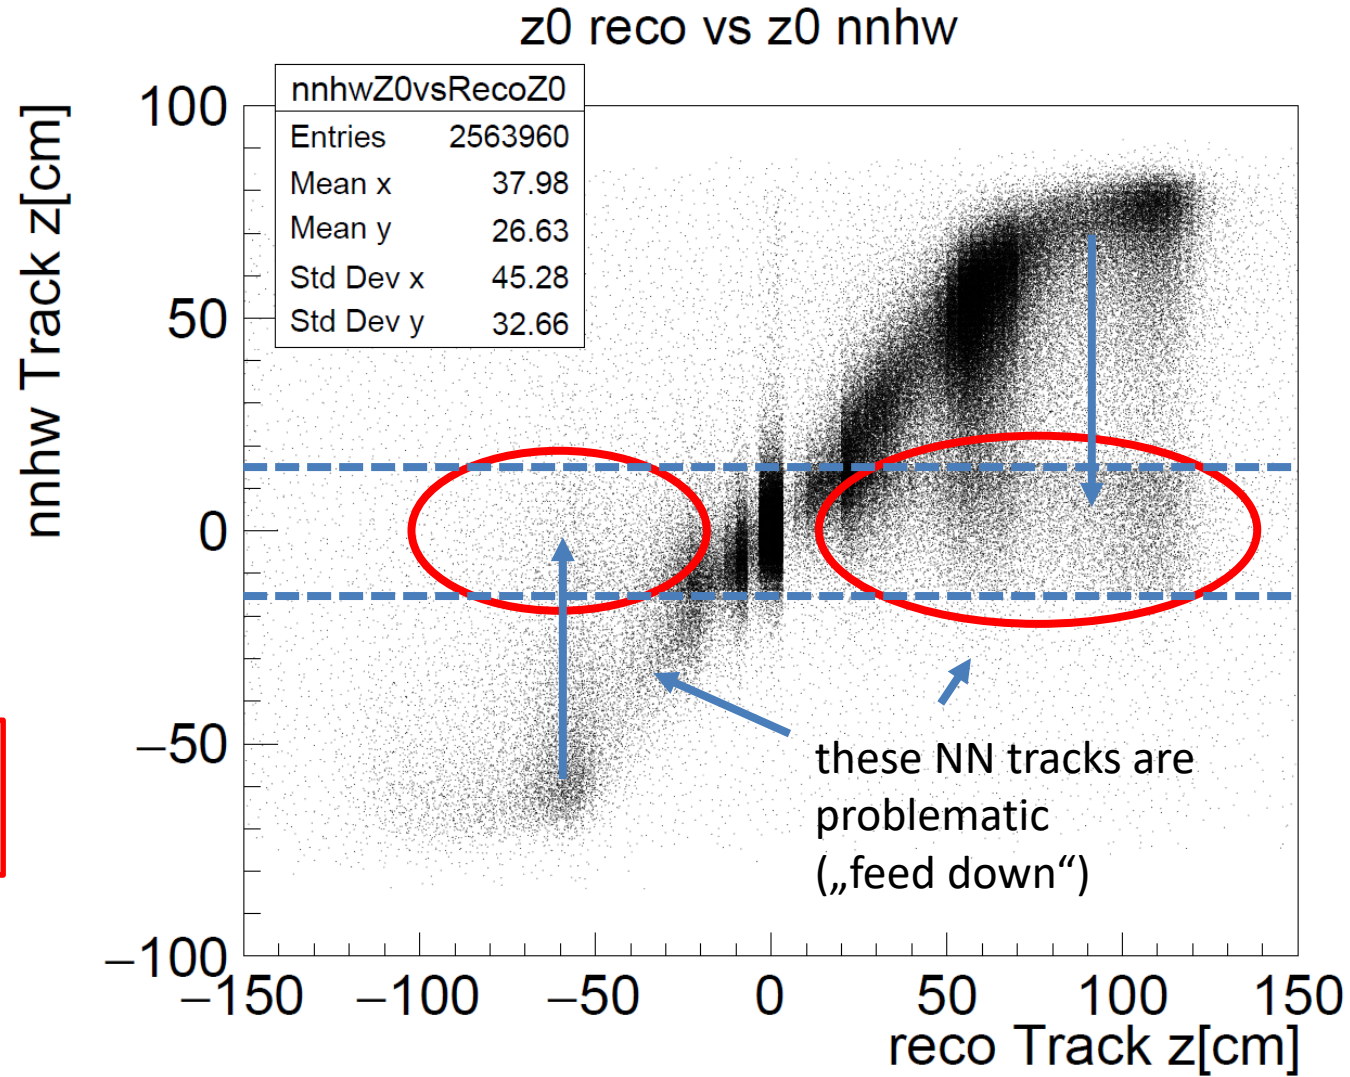 z0 reco vs z0 nnhw
nnhwZ0vsRecoZ0
Entries 2563960
Mean x 37.98
Mean y 26.63
Std Dev x 45.28
Std Dev y 32.66
nnhw Track z[cm]
100
50
0
−50
−100
these NN tracks are
problematic
(„feed down“)
−150 −100 −50 0 50 100 150
reco Track z[cm]